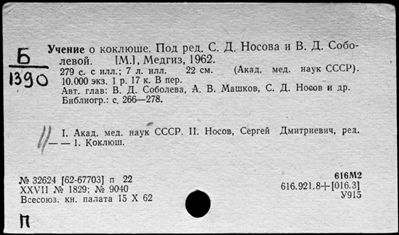 Б
1390
Учение о коклюше. Под ред. С. Д. Носова и В. Д. Соболевой. [М.], Медгиз, 1962.
279 с. с илл.; 7 л. илл. 22 см. (Акад. мед. наук СССР).
10.000 экз. 1 р. 17 к. В пер.
Авт. глав: В. Д. Соболева, А. В. Машков, С. Д. Носов и др.
Библиогр.: с. 266—278.
I. Акад. мед. наук СССР. II. Носов, Сергей Дмитриевич, ред.
— — 1. Коклюш.
№ 32624 [62-67703] п 22
XXVII № 1829; № 9040
Всесоюз. кн. палата 15 X 62
616М2
616.921.8+[016.3]
У915
П